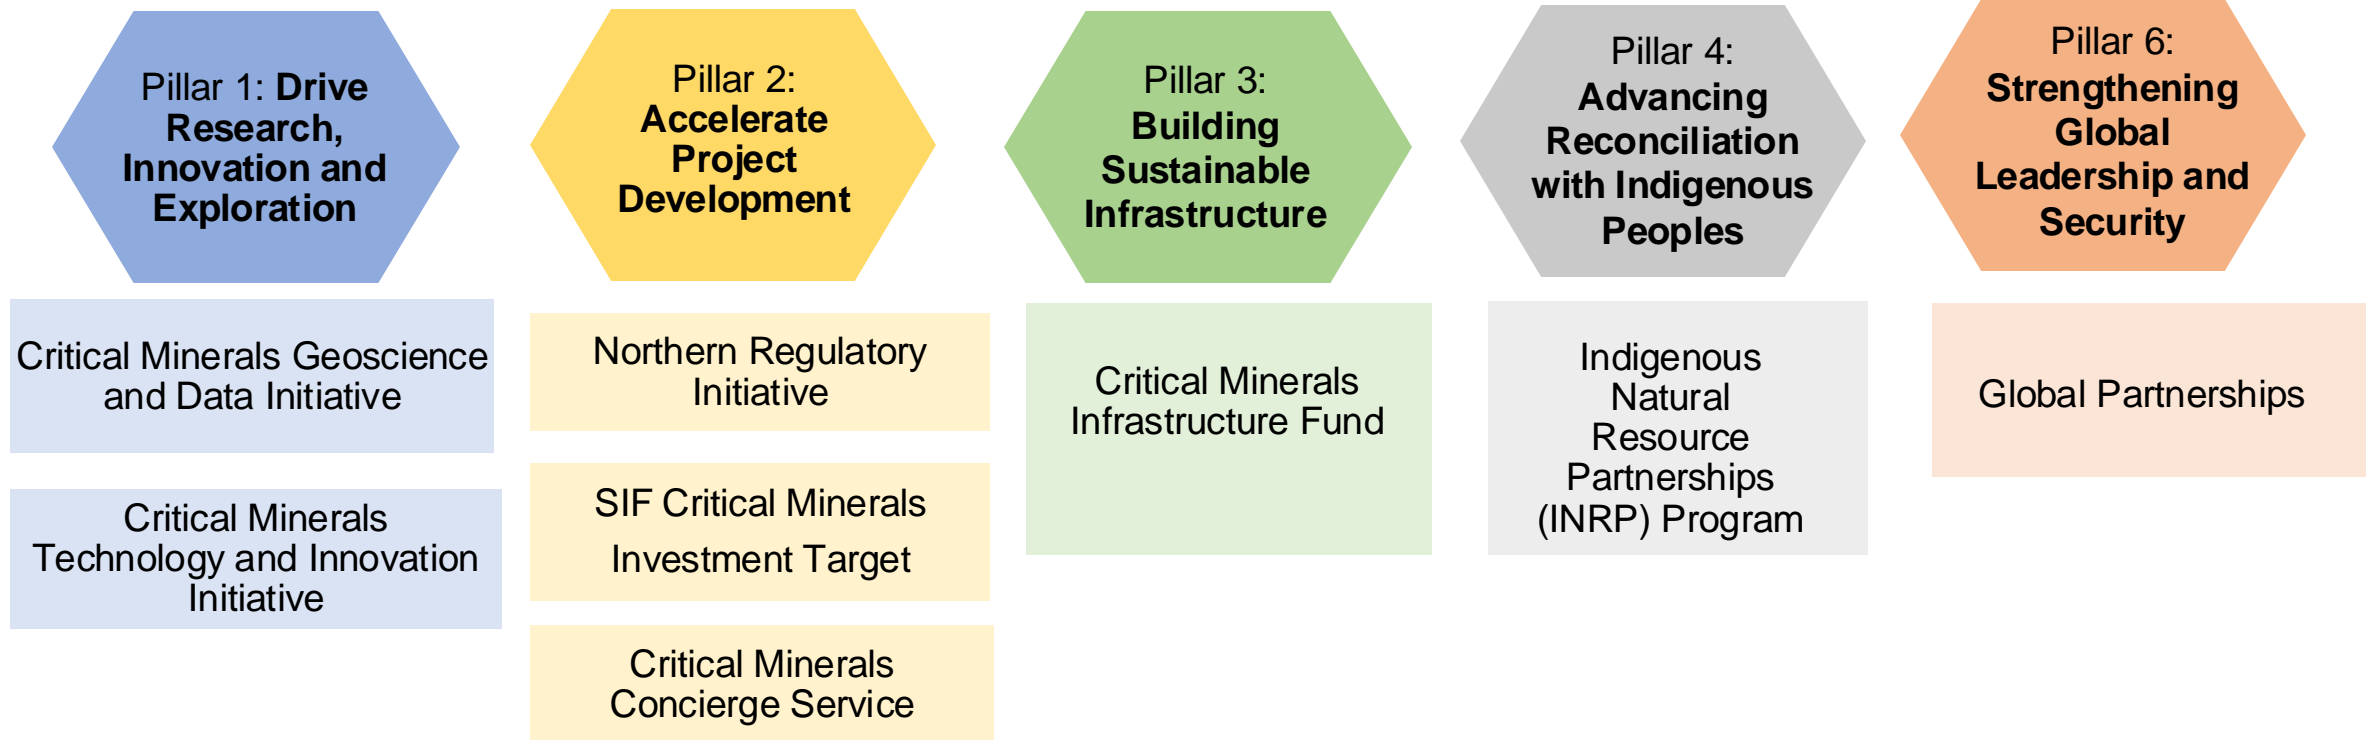 Pillar 1: Drive
Research,
Innovation and
Exploration
Critical Minerals Geoscience
and Data Initiative
Critical Minerals
Technology and Innovation
Initiative
Pillar 2:
Accelerate
Project
Development
Northern Regulatory
Initiative
SIF Critical Minerals
Investment Target
Critical Minerals
Concierge Service
Pillar 3:
Building
Sustainable
Infrastructure
Critical Minerals
Infrastructure Fund
Pillar 4:
Advancing
Reconciliation
with Indigenous
Peoples
Indigenous
Natural
Resource
Partnerships
(INRP) Program
Pillar 6:
Strengthening
Global
Leadership and
Security
Global Partnerships